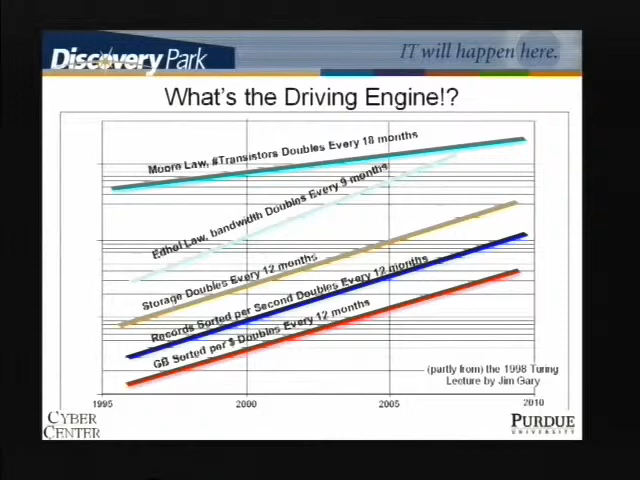 Discovery Park
IT will happen here.
What's the Driving Engine!?
Moore Law, #Transistors Doubles Every 18 months
Edhel Law, bandwidth Doubles Every 9 months
Storage Doubles Every 12 months
Records Sorted per Second Doubles Every 12 months
GB Sorted per $ Doubles Every 12 months
(partly from) the 1998 Turing
Lecture by Jim Gary
1995
2000
2005
2010
CYBER
CENTER
PURDUE
UNIVERSITY